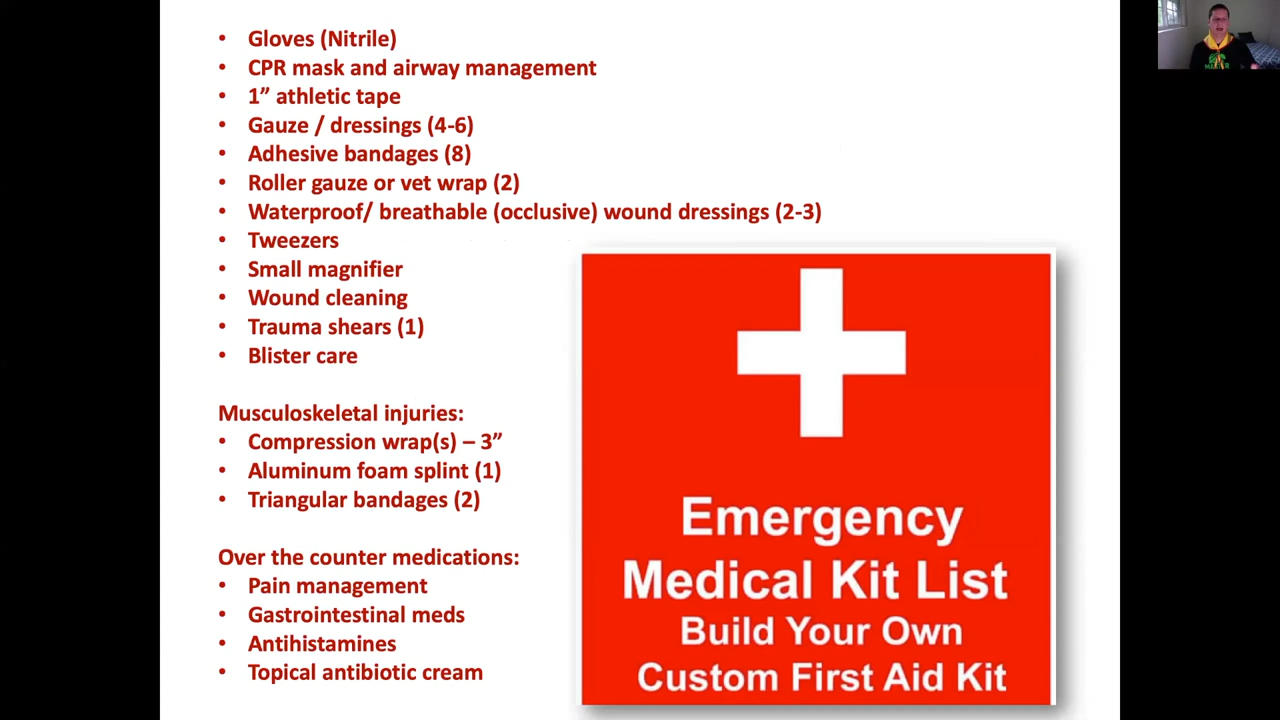 • Gloves (Nitrile)
• CPR mask and airway management
• 1” athletic tape
• Gauze / dressings (4-6)
• Adhesive bandages (8)
• Roller gauze or vet wrap (2)
• Waterproof/ breathable (occlusive) wound dressings (2-3)
• Tweezers
• Small magnifier
• Wound cleaning
• Trauma shears (1)
• Blister care
Musculoskeletal injuries:
• Compression wrap(s) – 3”
• Aluminum foam splint (1)
• Triangular bandages (2)
Over the counter medications:
• Pain management
• Gastrointestinal meds
• Antihistamines
• Topical antibiotic cream
Emergency
Medical Kit List
Build Your Own
Custom First Aid Kit